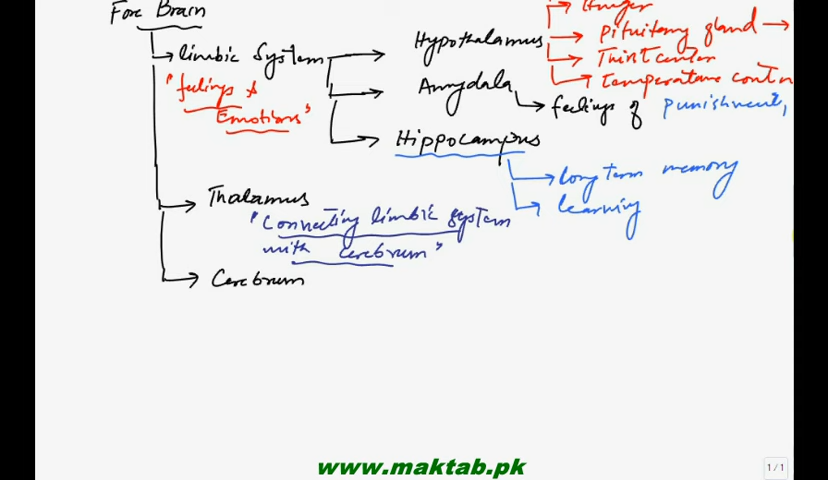 Fore Brain
limbic System
"feelings &
Emotions"
Hypothalamus
Hunger
Pituitary gland
Thirst center
Temperature contr
Amygdala
feelings of punishment,
Hippocampus
long term memory
learning
Thalamus
"Connecting limbic system
with cerebrum"
Cerebrum
www.maktab.pk
1/1